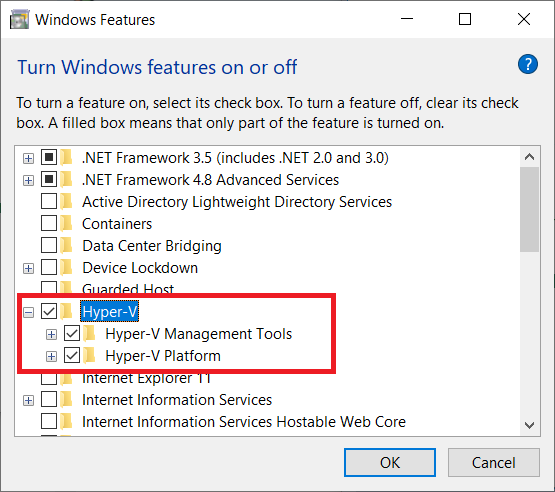 Windows Features
Turn Windows features on or off
To turn a feature on, select its check box. To turn a feature off, clear its check
box. A filled box means that only part of the feature is turned on.
.NET Framework 3.5 (includes .NET 2.0 and 3.0)
.NET Framework 4.8 Advanced Services
Active Directory Lightweight Directory Services
Containers
Data Center Bridging
Device Lockdown
Guarded Host
Hyper-V
Hyper-V Management Tools
Hyper-V Platform
Internet Explorer 11
Internet Information Services
Internet Information Services Hostable Web Core
OK
Cancel